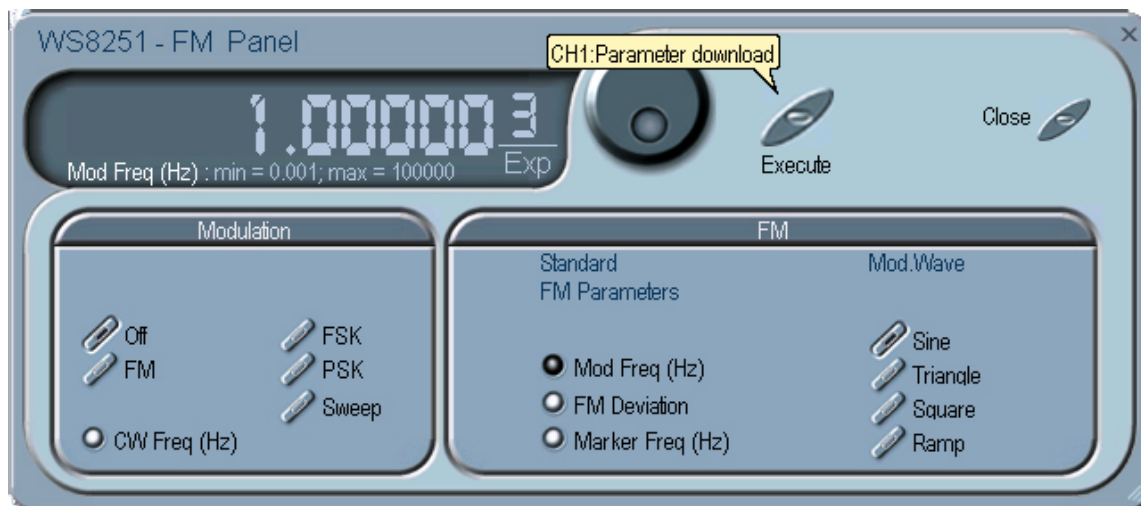 WS8251 - FM Panel
CH1:Parameter download
1.00000 3
Exp
Mod Freq (Hz) : min = 0.001; max = 100000
Execute
Close
Modulation
Off
FM
FSK
PSK
Sweep
CW Freq (Hz)
FM
Standard
FM Parameters
Mod Freq (Hz)
FM Deviation
Marker Freq (Hz)
Mod.Wave
Sine
Triangle
Square
Ramp